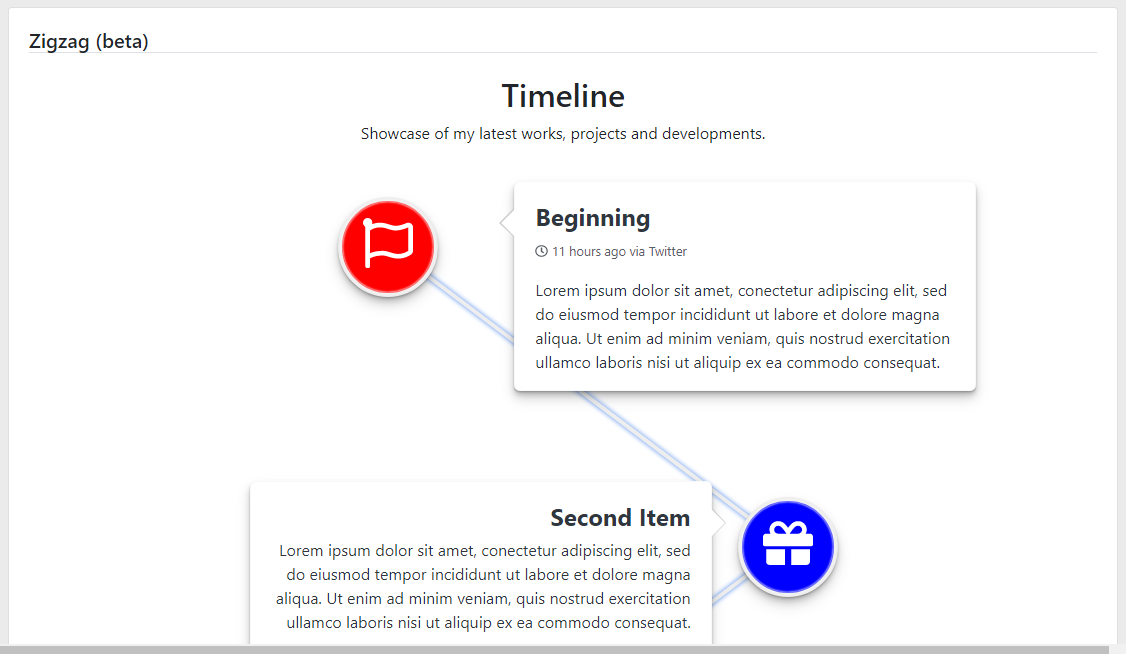 Zigzag (beta)
Timeline
Showcase of my latest works, projects and developments.
Beginning
11 hours ago via Twitter
Lorem ipsum dolor sit amet, conectetur adipiscing elit, sed
do eiusmod tempor incididunt ut labore et dolore magna
aliqua. Ut enim ad minim veniam, quis nostrud exercitation
ullamco laboris nisi ut aliquip ex ea commodo consequat.
Second Item
Lorem ipsum dolor sit amet, conectetur adipiscing elit, sed
do eiusmod tempor incididunt ut labore et dolore magna
aliqua. Ut enim ad minim veniam, quis nostrud exercitation
ullamco laboris nisi ut aliquip ex ea commodo consequat.